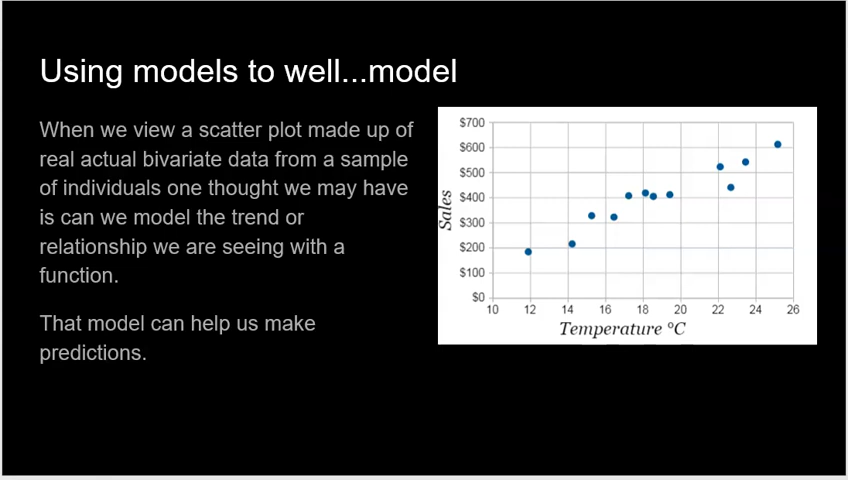 Using models to well...model
When we view a scatter plot made up of
real actual bivariate data from a sample
of individuals one thought we may have
is can we model the trend or
relationship we are seeing with a
function.
That model can help us make
predictions.
$700
$600
$500
$400
$300
$200
$100
$0
Sales
10 12 14 16 18 20 22 24 26
Temperature °C